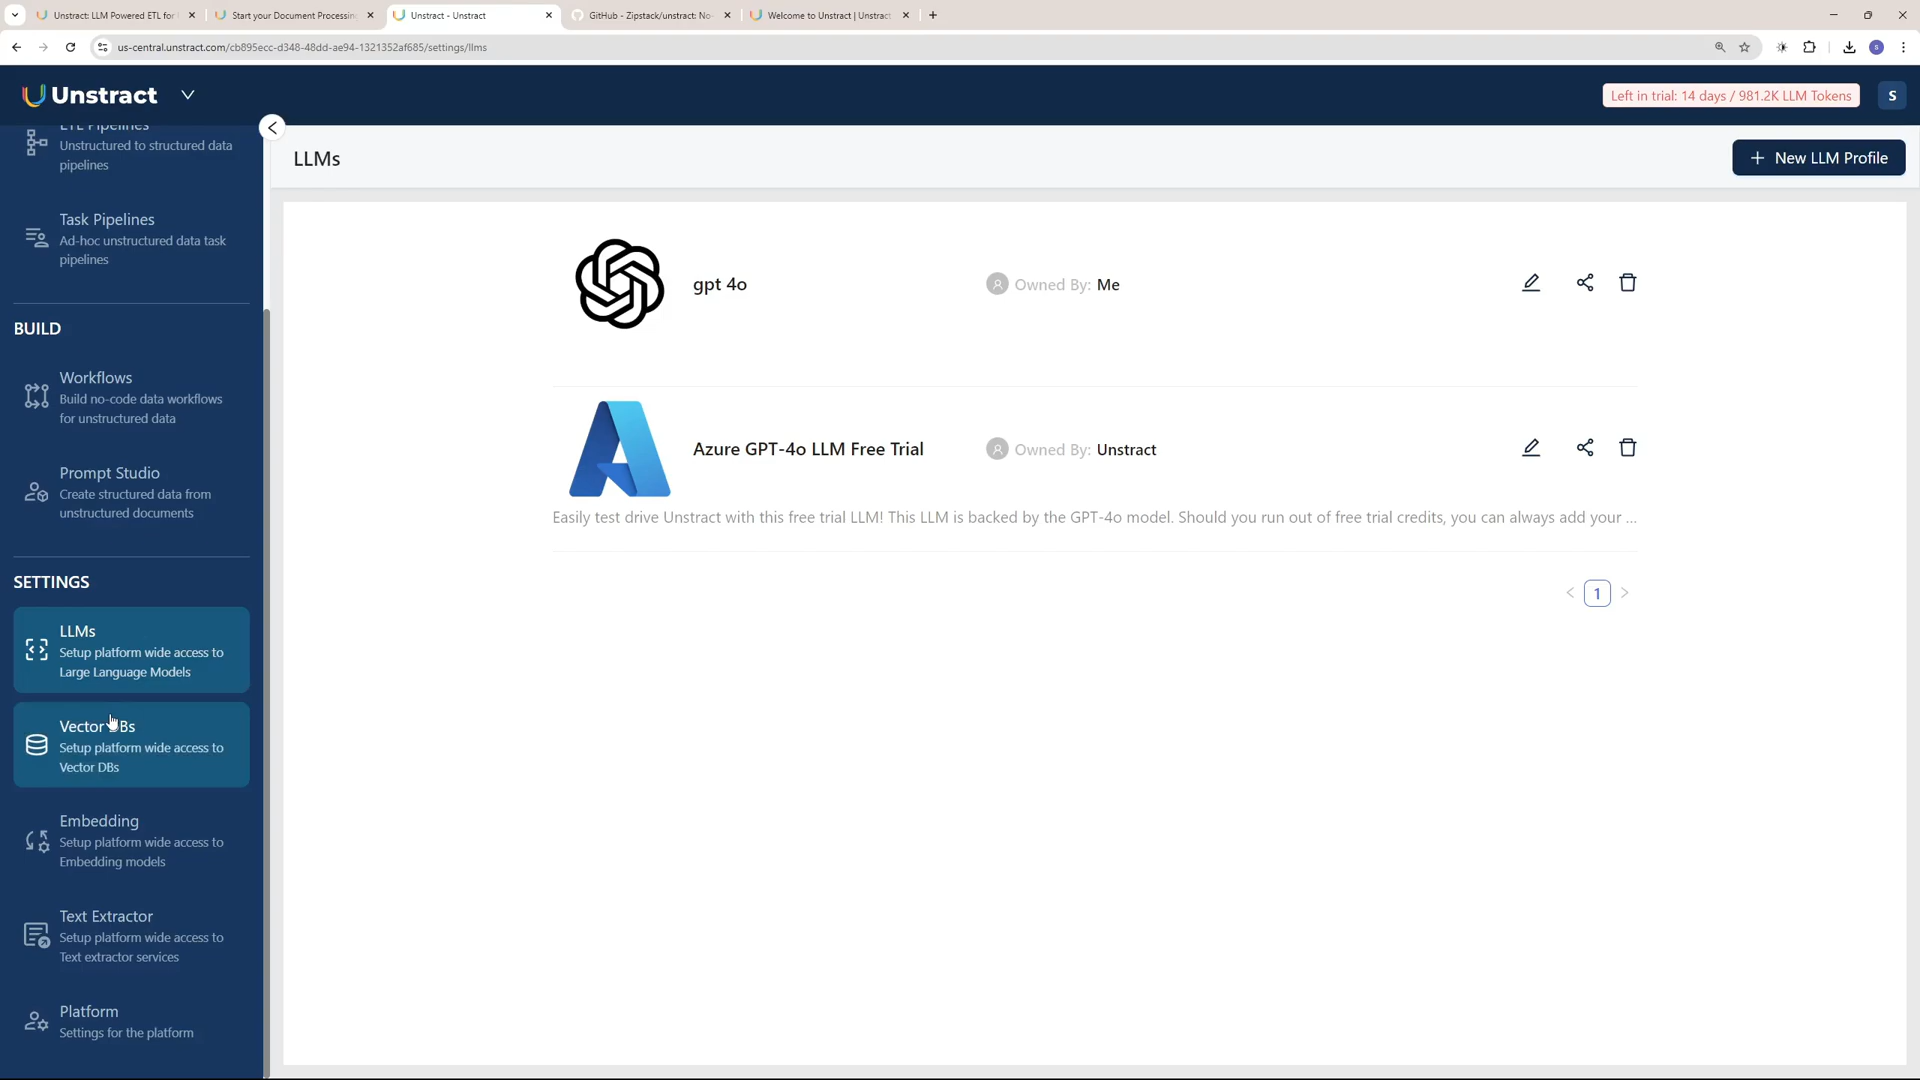 Unstract: LLM Powered ETL for
Start your Document Processing
Unstract - Unstract
GitHub - Zipstack/unstract: No-
Welcome to Unstract | Unstract
us-central.unstract.com/cb895ecc-d348-48dd-ae94-1321352af685/settings/llms
Unstract
Left in trial: 14 days / 981.2K LLM Tokens
S
ETL Pipelines
Unstructured to structured data
pipelines
Task Pipelines
Ad-hoc unstructured data task
pipelines
BUILD
Workflows
Build no-code data workflows
for unstructured data
Prompt Studio
Create structured data from
unstructured documents
SETTINGS
LLMs
Setup platform wide access to
Large Language Models
Vector DBs
Setup platform wide access to
Vector DBs
Embedding
Setup platform wide access to
Embedding models
Text Extractor
Setup platform wide access to
Text extractor services
Platform
Settings for the platform
LLMs
+ New LLM Profile
gpt 4o
Owned By: Me
Azure GPT-4o LLM Free Trial
Owned By: Unstract
Easily test drive Unstract with this free trial LLM! This LLM is backed by the GPT-4o model. Should you run out of free trial credits, you can always add your ...
< 1 >